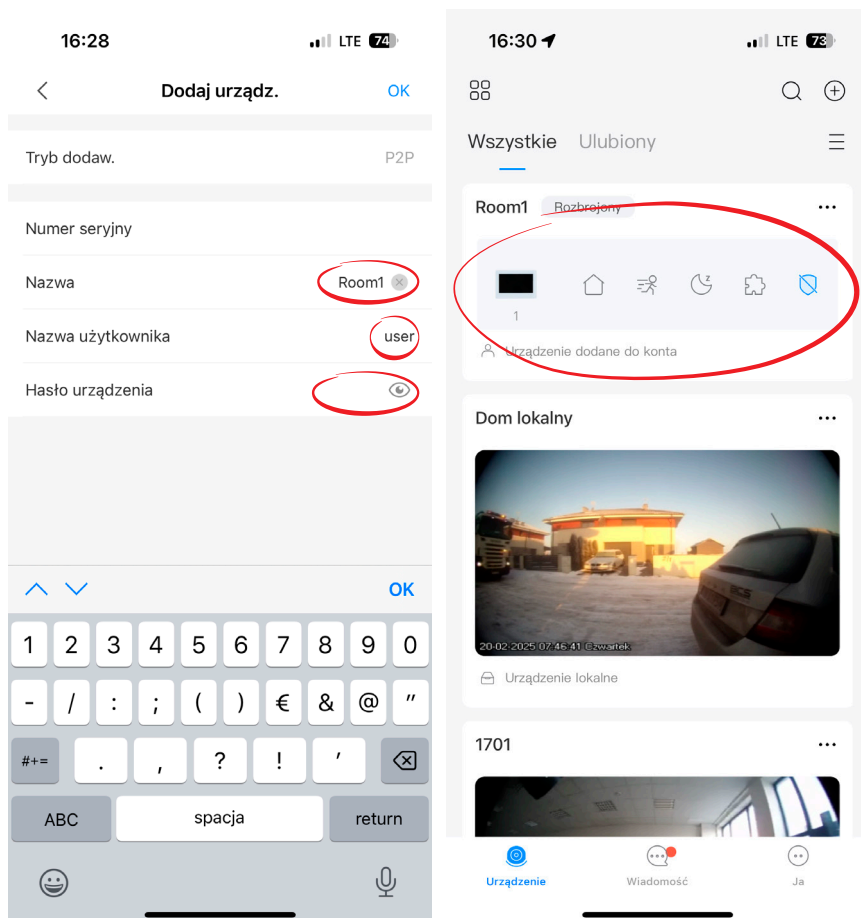 16:28
LTE 74
Dodaj urządz.
OK
Tryb dodaw.
P2P
Numer seryjny
Nazwa
Room1
Nazwa użytkownika
user
Hasło urządzenia
OK
1 2 3 4 5 6 7 8 9 0
- / : ; ( ) € & @ "
#+= . , ? ! '
ABC spacja return
16:30
LTE 73
Wszystkie Ulubiony
Room1 Rozbrojony
z
1
Urządzenie dodane do konta
Dom lokalny
20-02-2025 07:46:41 Czwartek
Urządzenie lokalne
1701
Urządzenie Wiadomość Ja